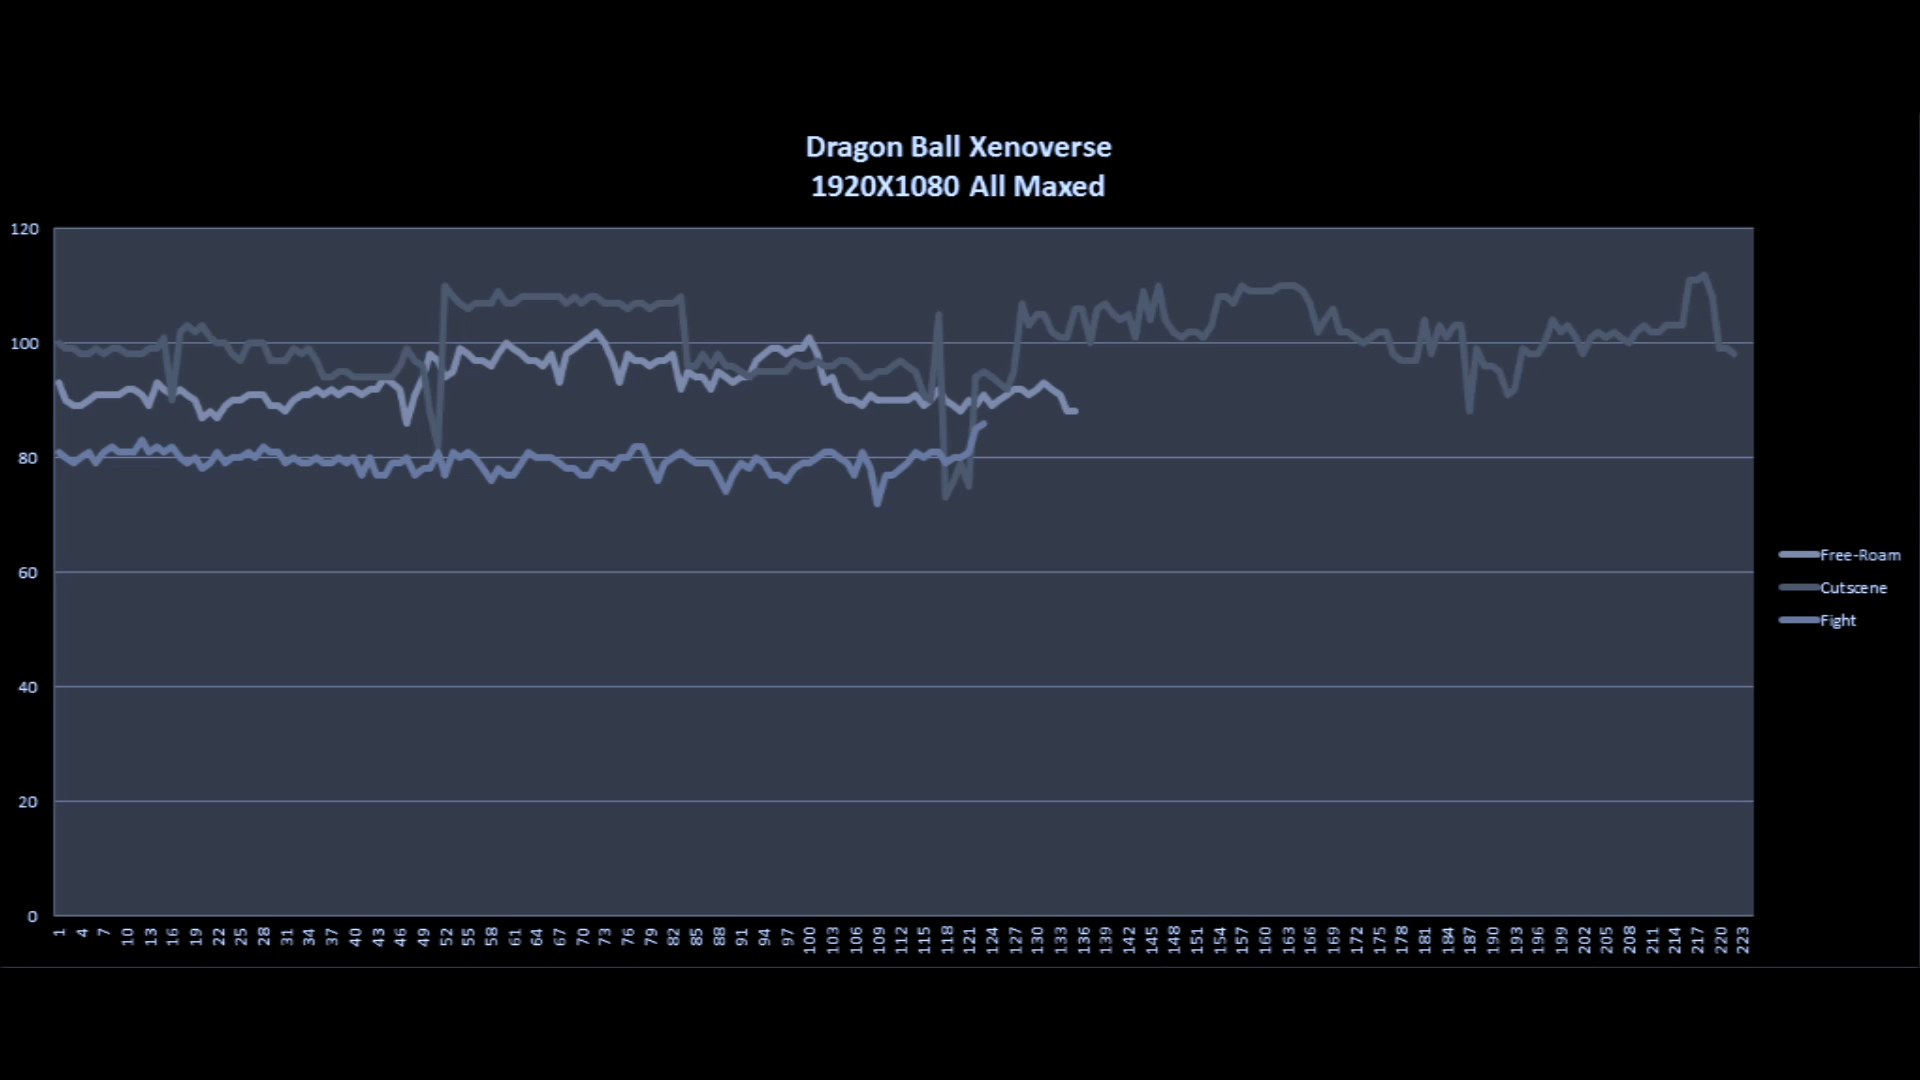 Dragon Ball Xenoverse
1920X1080 All Maxed
120
100
80
60
40
20
0
1 4 7 10 13 16 19 22 25 28 31 34 37 40 43 46 49 52 55 58 61 64 67 70 73 76 79 82 85 88 91 94 97 100 103 106 109 112 115 118 121 124 127 130 133 136 139 142 145 148 151 154 157 160 163 166 169 172 175 178 181 184 187 190 193 196 199 202 205 208 211 214 217 220 223
Free-Roam
Cutscene
Fight